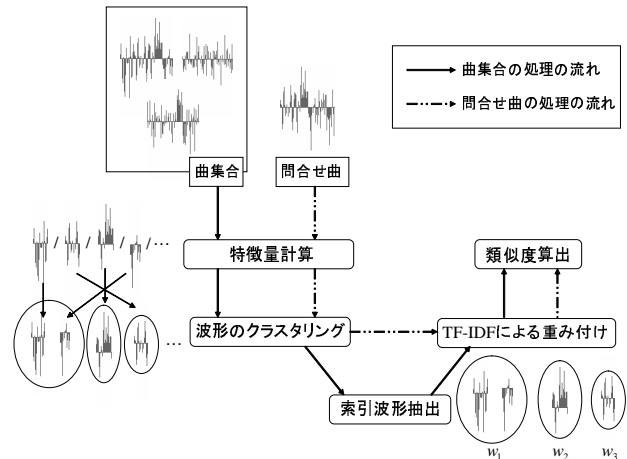 曲集合の処理の流れ
問合せ曲の処理の流れ
曲集合
問合せ曲
/ / / / …
特徴量計算
類似度算出
波形のクラスタリング
TF-IDFによる重み付け
…
索引波形抽出
w1 w2 w3